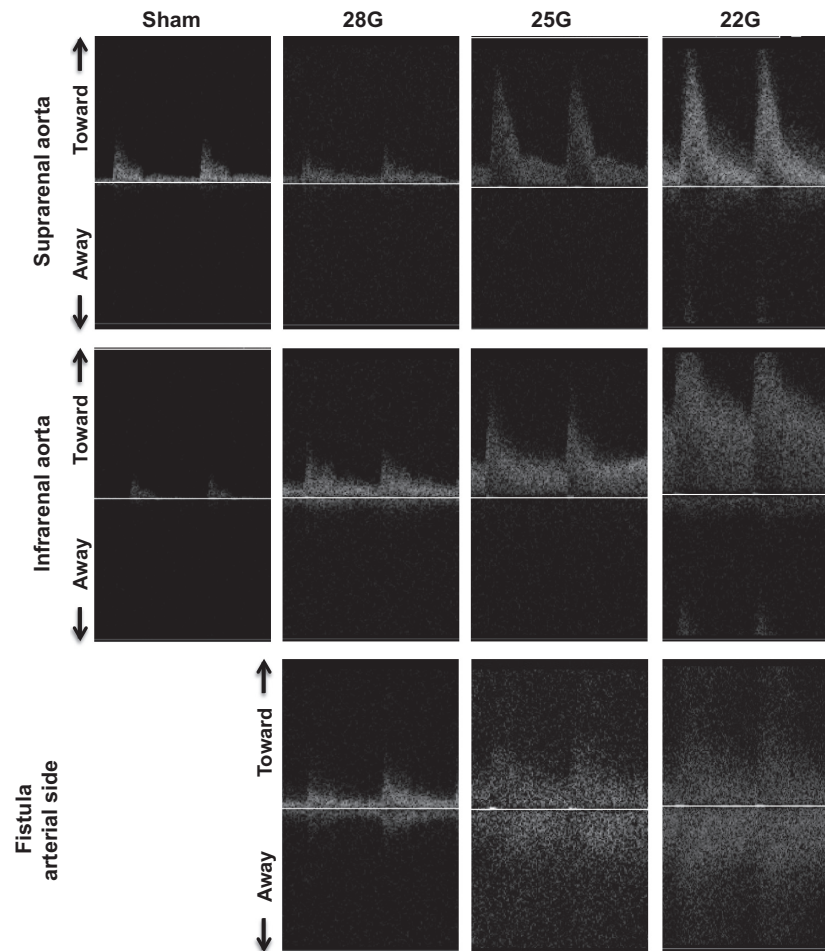 Sham 28G 25G 22G
Suprarenal aorta
Toward
Away
Infrarenal aorta
Toward
Away
Fistula
arterial side
Toward
Away